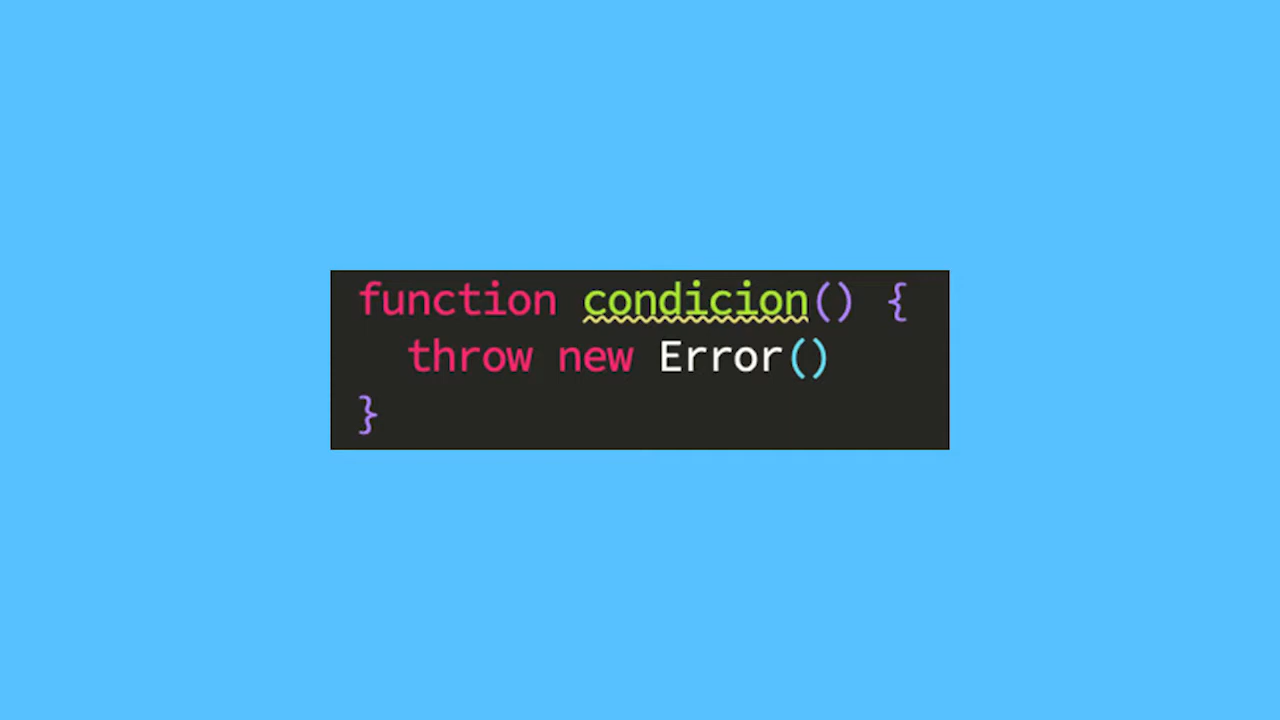 function condicion() {
  throw new Error()
}